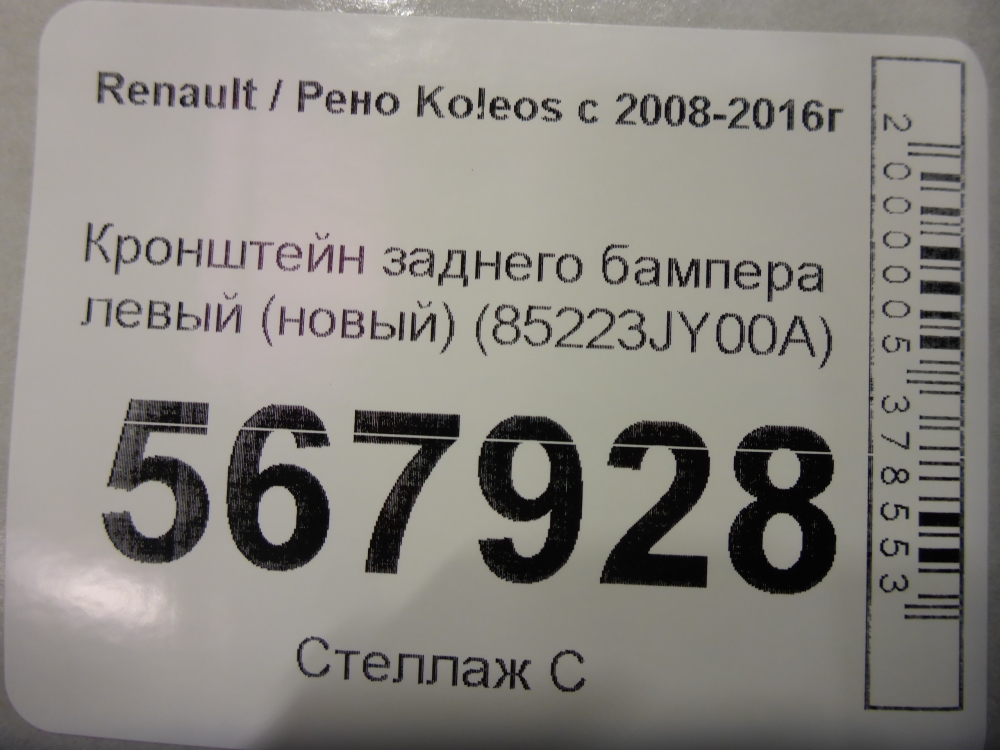 Renault / Рено Koleos с 2008-2016г
Кронштейн заднего бампера
левый (новый) (85223JY00A)
567928
Стеллаж С
2000005378553